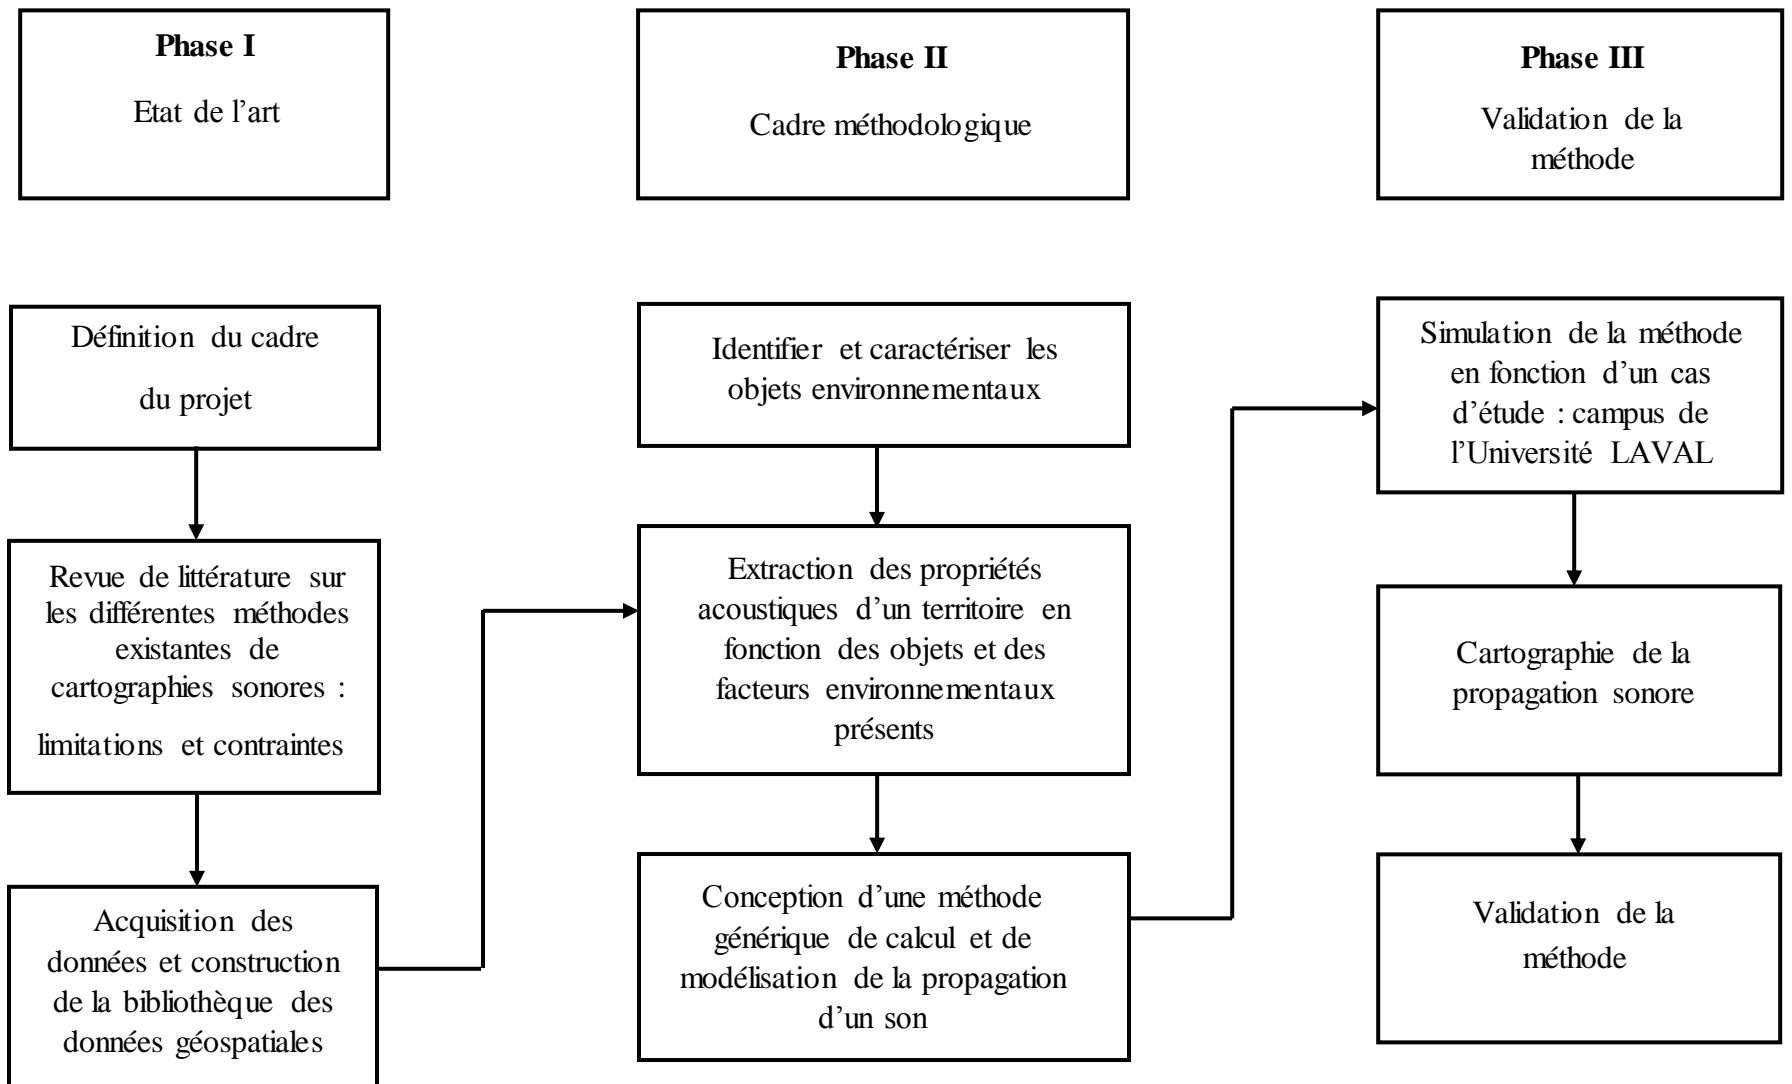 Phase I
Etat de l’art
Phase II
Cadre méthodologique
Phase III
Validation de la
méthode
Définition du cadre
du projet
Revue de littérature sur
les différentes méthodes
existantes de
cartographies sonores :
limitations et contraintes
Acquisition des
données et construction
de la bibliothèque des
données géospatiales
Identifier et caractériser les
objets environnementaux
Extraction des propriétés
acoustiques d’un territoire en
fonction des objets et des
facteurs environnementaux
présents
Conception d’une méthode
générique de calcul et de
modélisation de la propagation
d’un son
Simulation de la méthode
en fonction d’un cas
d’étude : campus de
l’Université LAVAL
Cartographie de la
propagation sonore
Validation de la
méthode